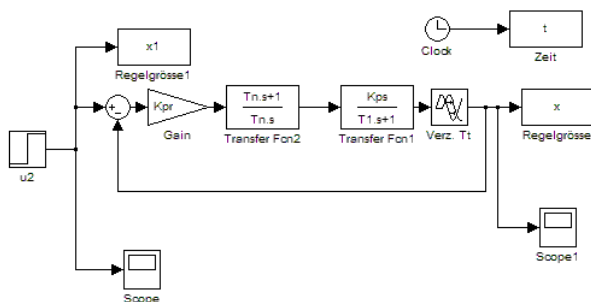 x1
Regelgrösse1
Clock
t
Zeit
+
−
Kpr
Gain
Tn.s+1
Tn.s
Transfer Fcn2
Kps
T1.s+1
Transfer Fcn1
Verz. Tt
x
Regelgrösse
u2
Scope
Scope1